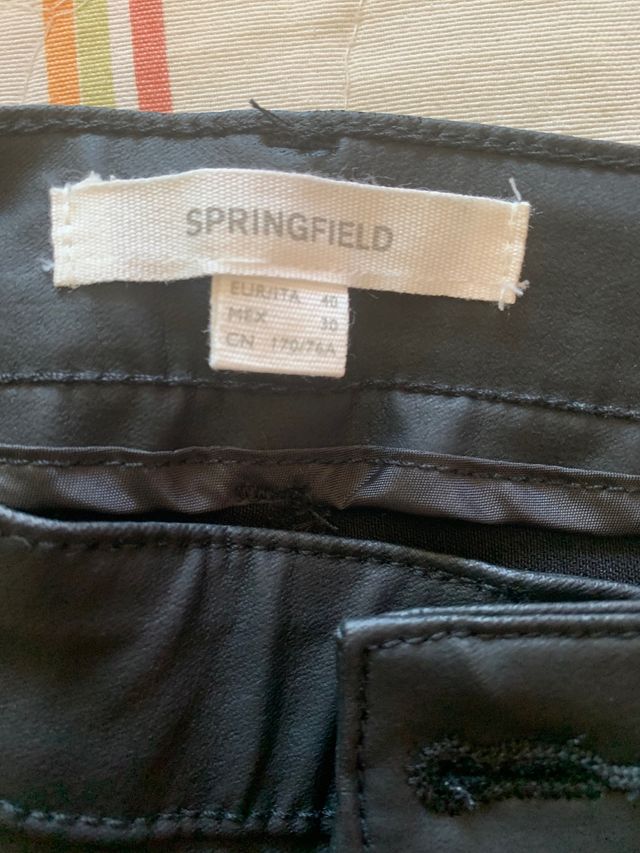 SPRINGFIELD
EUR/ITA 40
MEX 30
CN 170/76A